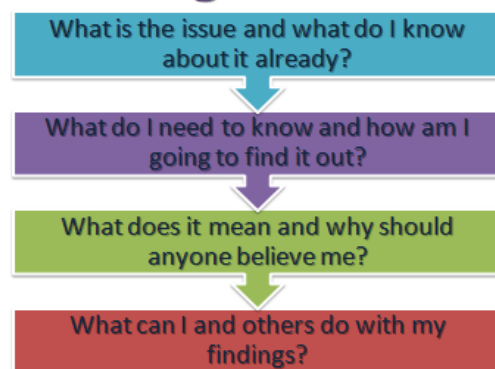 What is the issue and what do I know
about it already?
What do I need to know and how am I
going to find it out?
What does it mean and why should
anyone believe me?
What can I and others do with my
findings?